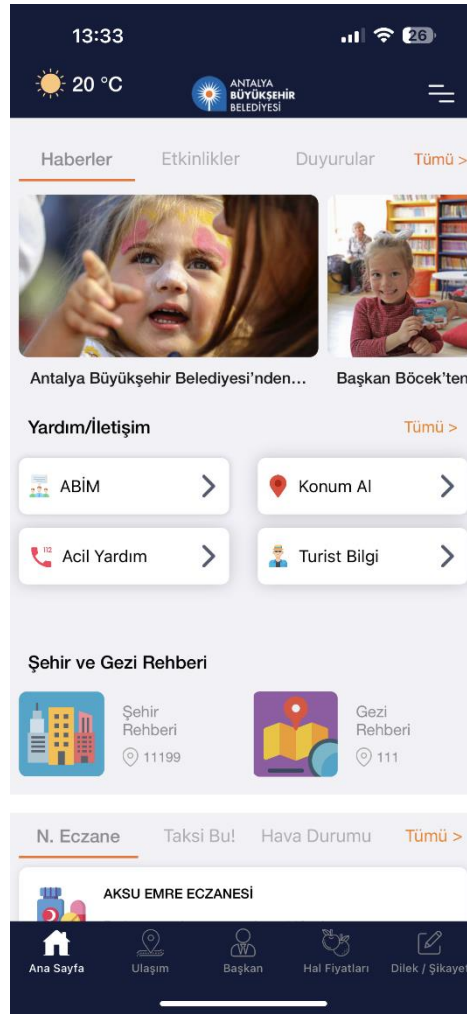 13:33
26
20 °C
ANTALYA
BÜYÜKŞEHİR
BELEDİYESİ
Haberler Etkinlikler Duyurular Tümü >
Antalya Büyükşehir Belediyesi'nden... Başkan Böcek'ten
Yardım/İletişim Tümü >
ABİM Konum Al
112
Acil Yardım Turist Bilgi
Şehir ve Gezi Rehberi
Şehir
Rehberi
11199
Gezi
Rehberi
111
N. Eczane Taksi Bu! Hava Durumu Tümü >
AKSU EMRE ECZANESİ
Ana Sayfa Ulaşım Başkan Hal Fiyatları Dilek / Şikayet